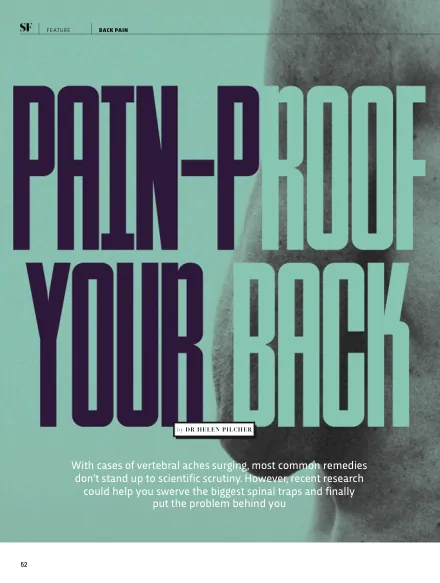 SF FEATURE BACK PAIN
PAIN-PROOF
YOUR BACK
by DR HELEN PILCHER
With cases of vertebral aches surging, most common remedies
don't stand up to scientific scrutiny. However, recent research
could help you swerve the biggest spinal traps and finally
put the problem behind you
52